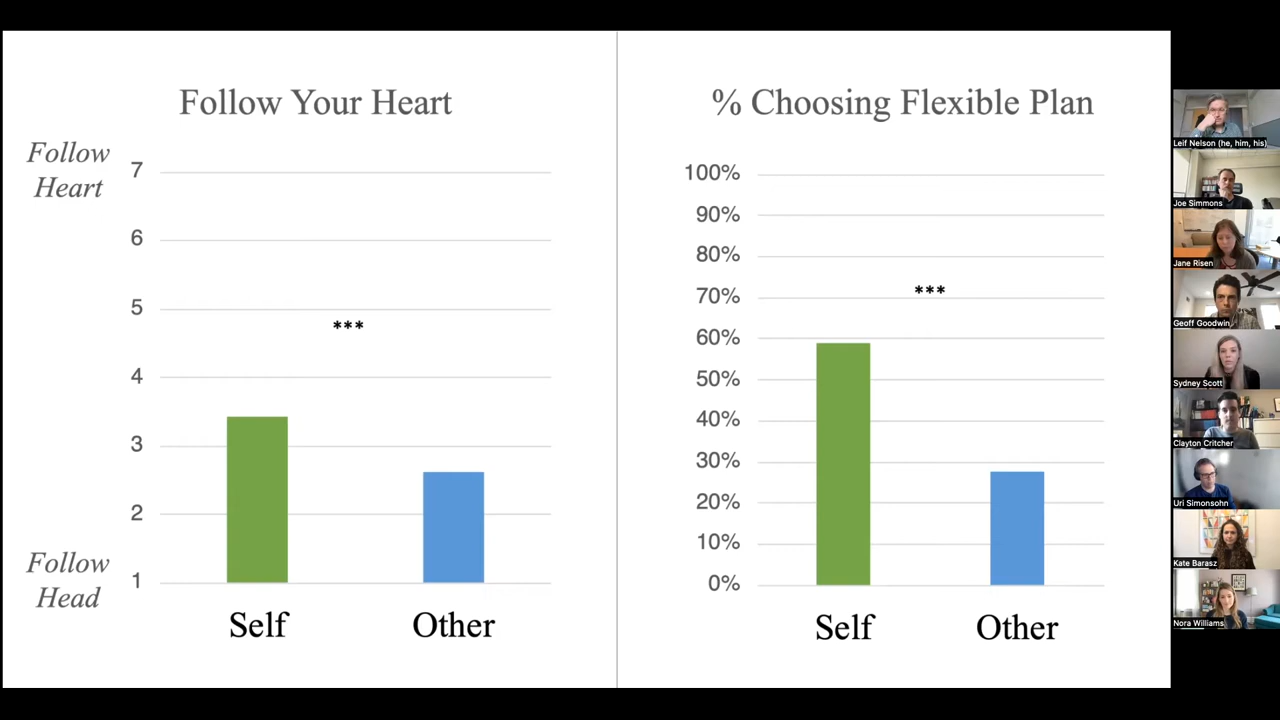 Follow Your Heart
Follow
Heart
7
6
5
4
3
2
1
***
Follow
Head
Self
Other
% Choosing Flexible Plan
100%
90%
80%
70%
60%
50%
40%
30%
20%
10%
0%
***
Self
Other
Leif Nelson (he, him, his)
Joe Simmons
Jane Risen
Geoff Goodwin
Sydney Scott
Clayton Critcher
Uri Simonsohn
Kate Barasz
Nora Williams